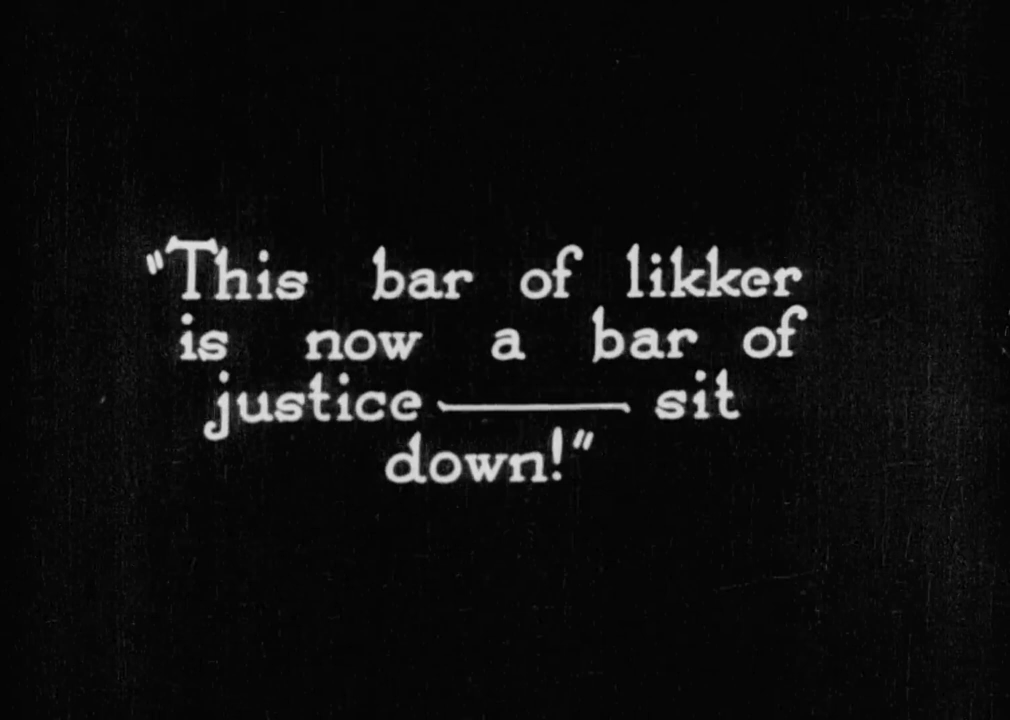 "This bar of likker
is now a bar of
justice —— sit
down!"